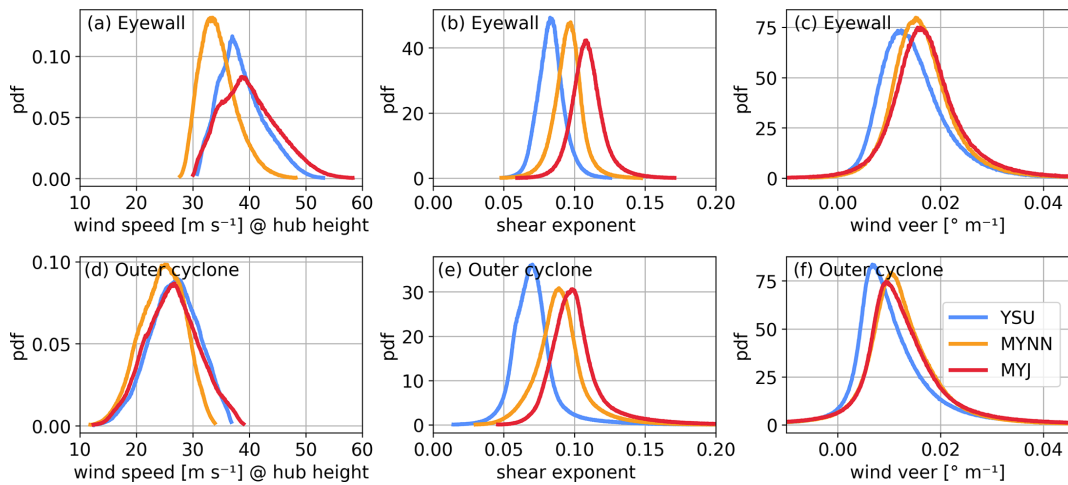 (a) Eyewall
pdf
0.10
0.05
0.00
10 20 30 40 50 60
wind speed [m s⁻¹] @ hub height
(b) Eyewall
pdf
40
20
0
0.00 0.05 0.10 0.15 0.20
shear exponent
(c) Eyewall
pdf
75
50
25
0
0.00 0.02 0.04
wind veer [° m⁻¹]
(d) Outer cyclone
pdf
0.10
0.05
0.00
10 20 30 40 50 60
wind speed [m s⁻¹] @ hub height
(e) Outer cyclone
pdf
30
20
10
0
0.00 0.05 0.10 0.15 0.20
shear exponent
(f) Outer cyclone
pdf
75
50
25
0
0.00 0.02 0.04
wind veer [° m⁻¹]
YSU
MYNN
MYJ